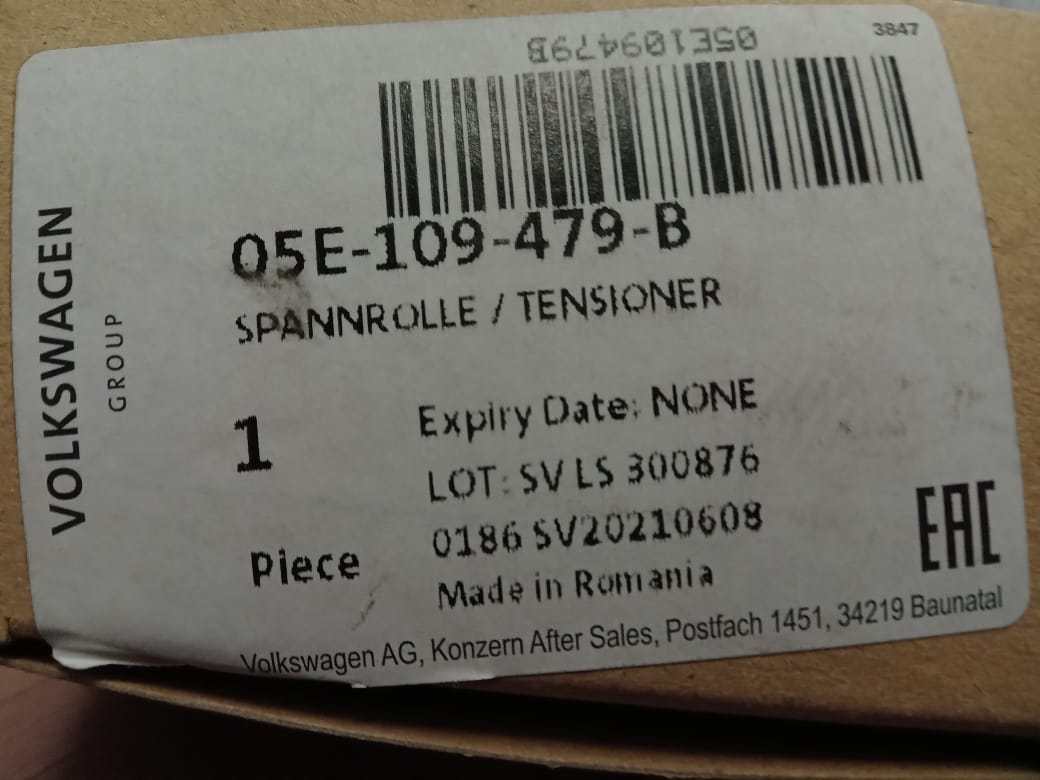 3847
05E109479B
05E-109-479-B
SPANNROLLE / TENSIONER
VOLKSWAGEN
GROUP
1
Piece
Expiry Date: NONE
LOT: SV LS 300876
0186 SV20210608
Made in Romania
EAC
Volkswagen AG, Konzern After Sales, Postfach 1451, 34219 Baunatal